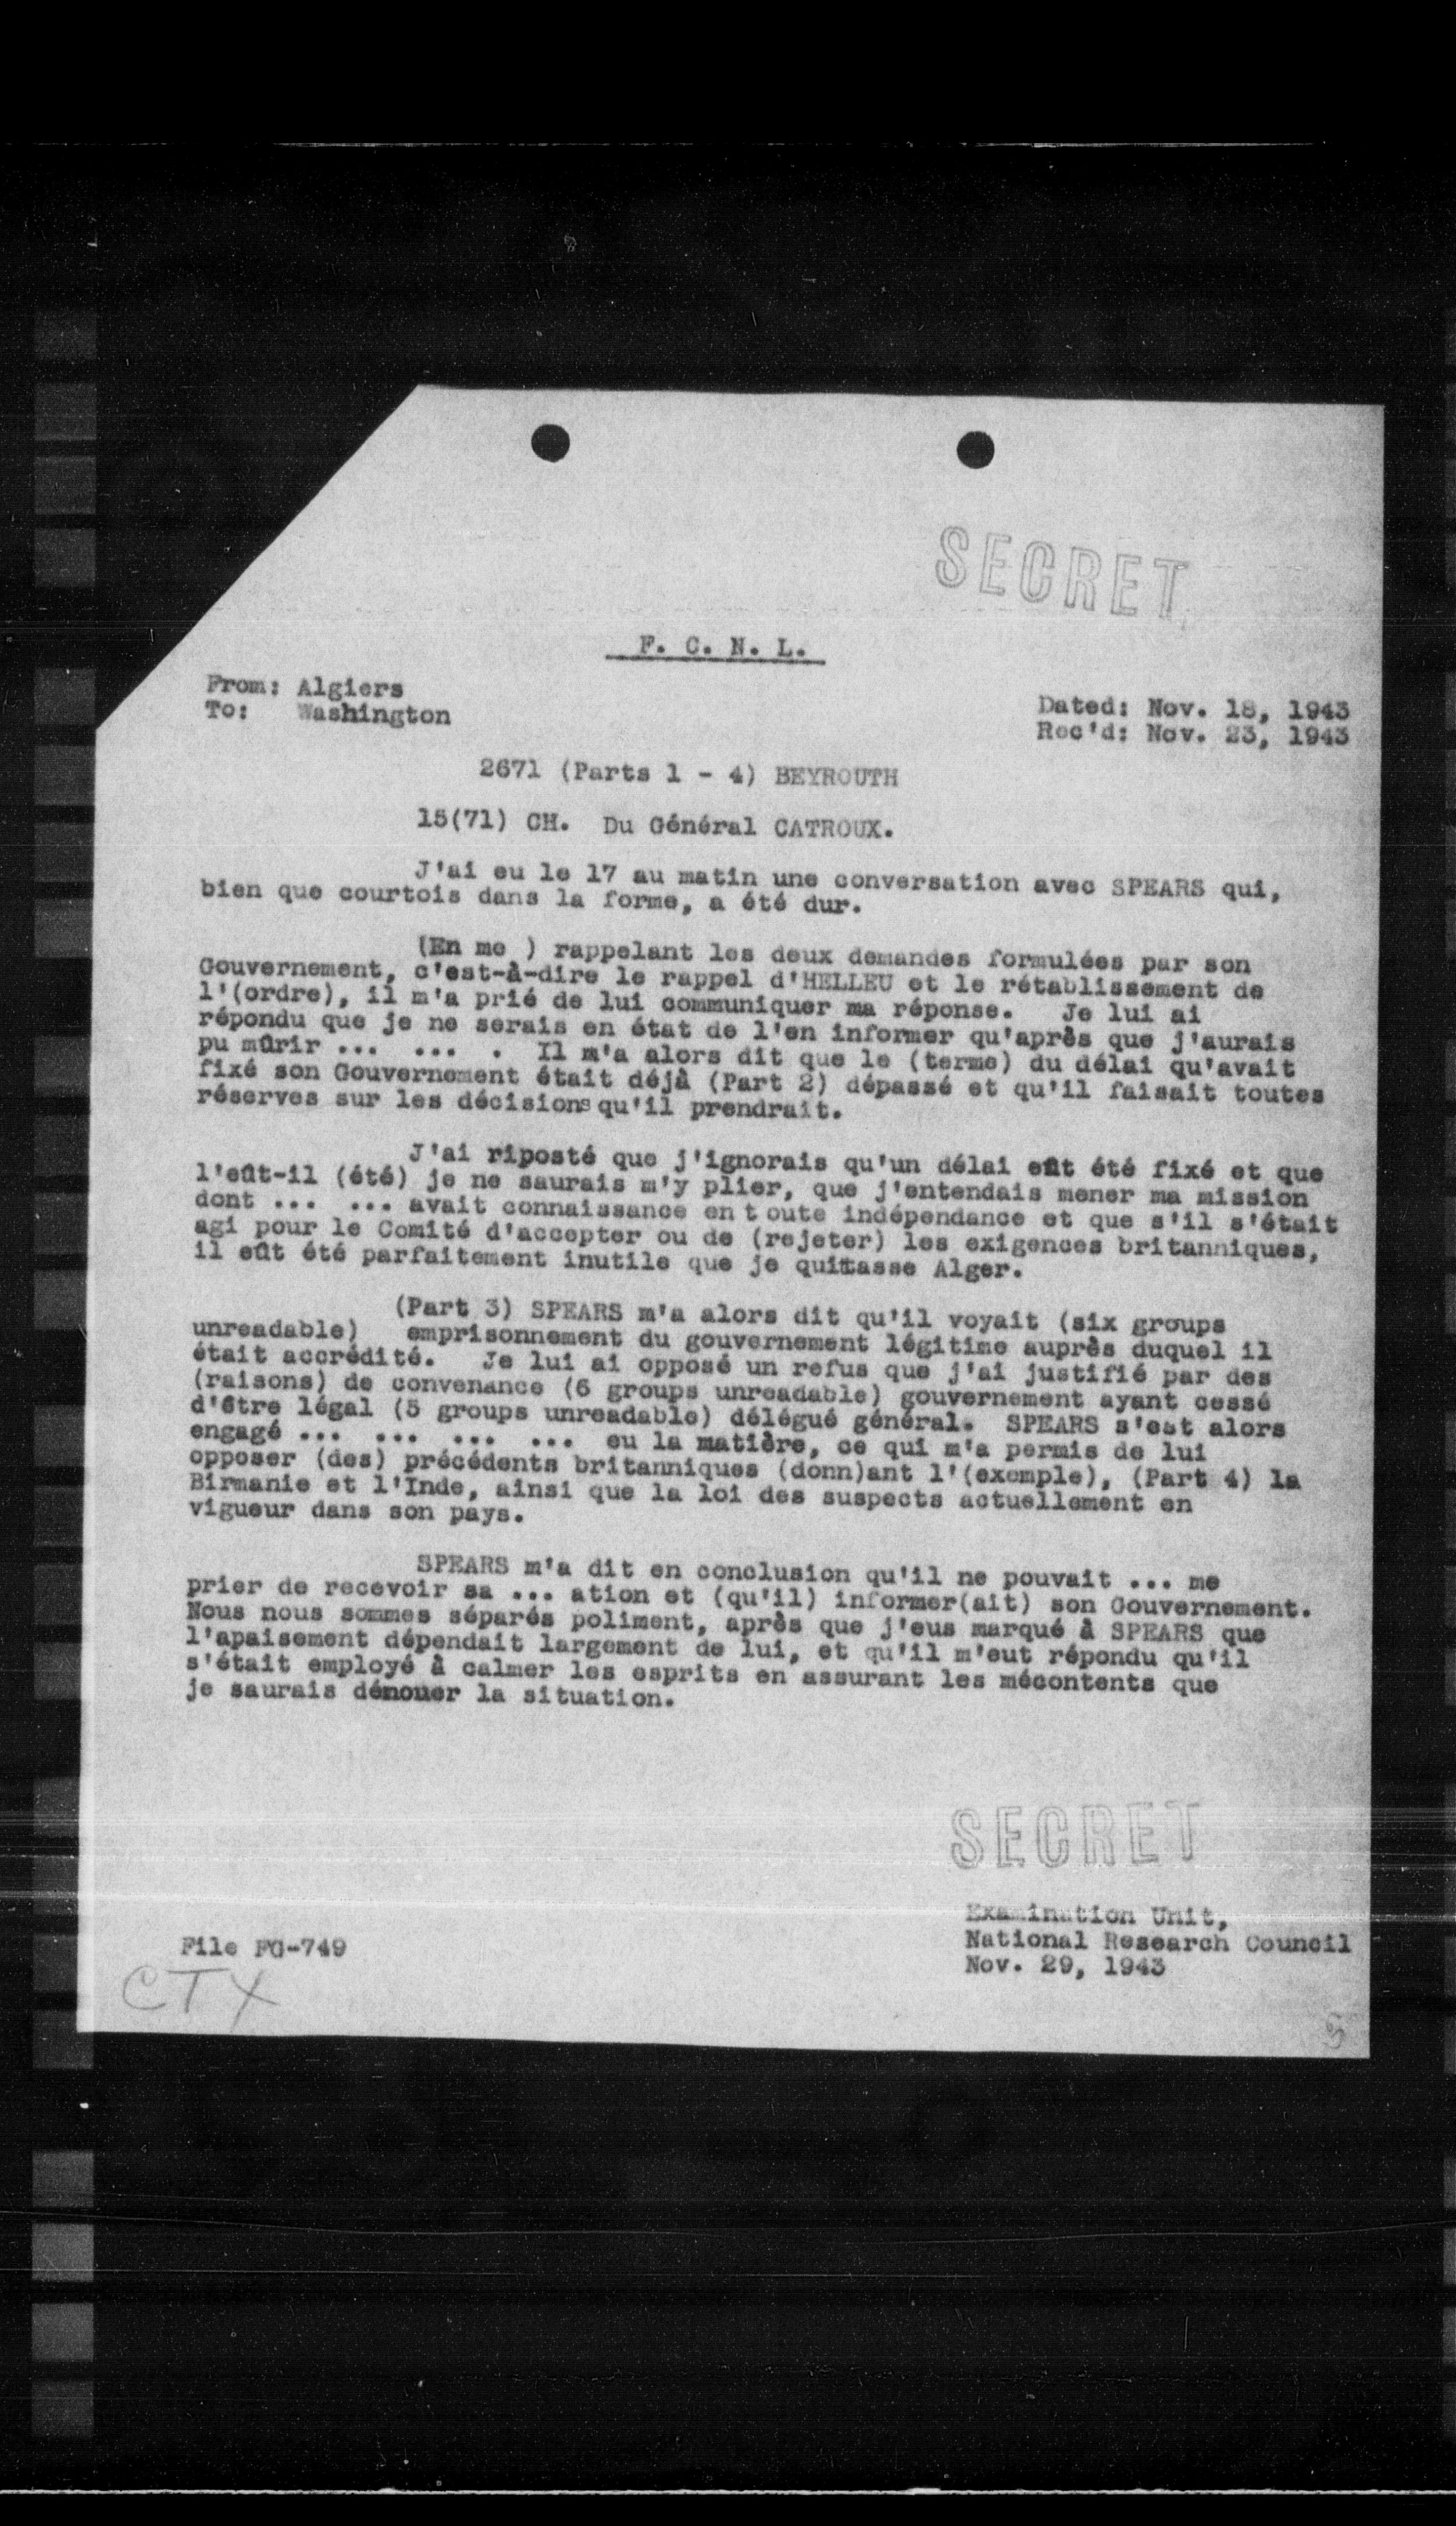 SECRET
F. C. N. L.
From: Algiers
To: Washington
Dated: Nov. 18, 1943
Rec'd: Nov. 23, 1943
2671 (Parts 1 - 4) BEYROUTH
15(71) CH. Du Général CATROUX.
J'ai eu le 17 au matin une conversation avec SPEARS qui,
bien que courtois dans la forme, a été dur.
(En me ) rappelant les deux demandes formulées par son
Gouvernement, c'est-à-dire le rappel d'HELLEU et le rétablissement de
l'(ordre), il m'a prié de lui communiquer ma réponse. Je lui ai
répondu que je ne serais en état de l'en informer qu'après que j'aurais
pu mûrir ... ... . Il m'a alors dit que le (terme) du délai qu'avait
fixé son Gouvernement était déjà (Part 2) dépassé et qu'il faisait toutes
réserves sur les décisions qu'il prendrait.
J'ai riposté que j'ignorais qu'un délai eût été fixé et que
l'eût-il (été) je ne saurais m'y plier, que j'entendais mener ma mission
dont ... ... avait connaissance en toute indépendance et que s'il s'était
agi pour le Comité d'accepter ou de (rejeter) les exigences britanniques,
il eût été parfaitement inutile que je quittasse Alger.
(Part 3) SPEARS m'a alors dit qu'il voyait (six groups
unreadable) emprisonnement du gouvernement légitime auprès duquel il
était accrédité. Je lui ai opposé un refus que j'ai justifié par des
(raisons) de convenance (6 groups unreadable) gouvernement ayant cessé
d'être légal (5 groups unreadable) délégué général. SPEARS s'est alors
engagé ... ... ... ... eu la matière, ce qui m'a permis de lui
opposer (des) précédents britanniques (donn)ant l'(exemple), (Part 4) la
Birmanie et l'Inde, ainsi que la loi des suspects actuellement en
vigueur dans son pays.
SPEARS m'a dit en conclusion qu'il ne pouvait ... me
prier de recevoir sa ... ation et (qu'il) informer(ait) son Gouvernement.
Nous nous sommes séparés poliment, après que j'eus marqué à SPEARS que
l'apaisement dépendait largement de lui, et qu'il m'eut répondu qu'il
s'était employé à calmer les esprits en assurant les mécontents que
je saurais dénouer la situation.
SECRET
Examination Unit,
National Research Council
Nov. 29, 1943
File FG-749
CTX